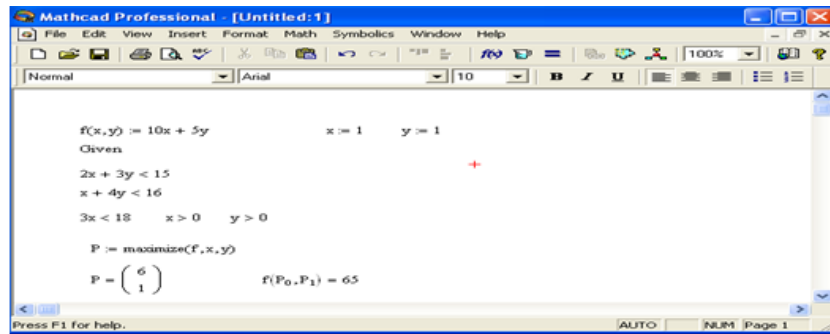 Mathcad Professional - [Untitled:1]
File Edit View Insert Format Math Symbolics Window Help
f(x) 100%
Normal Arial 10 B I U
f(x,y) := 10x + 5y x := 1 y := 1
Given
2x + 3y < 15
x + 4y < 16
3x < 18 x > 0 y > 0
P := maximize(f,x,y)
P = ( 6
1 ) f(P₀,P₁) = 65
Press F1 for help. AUTO NUM Page 1